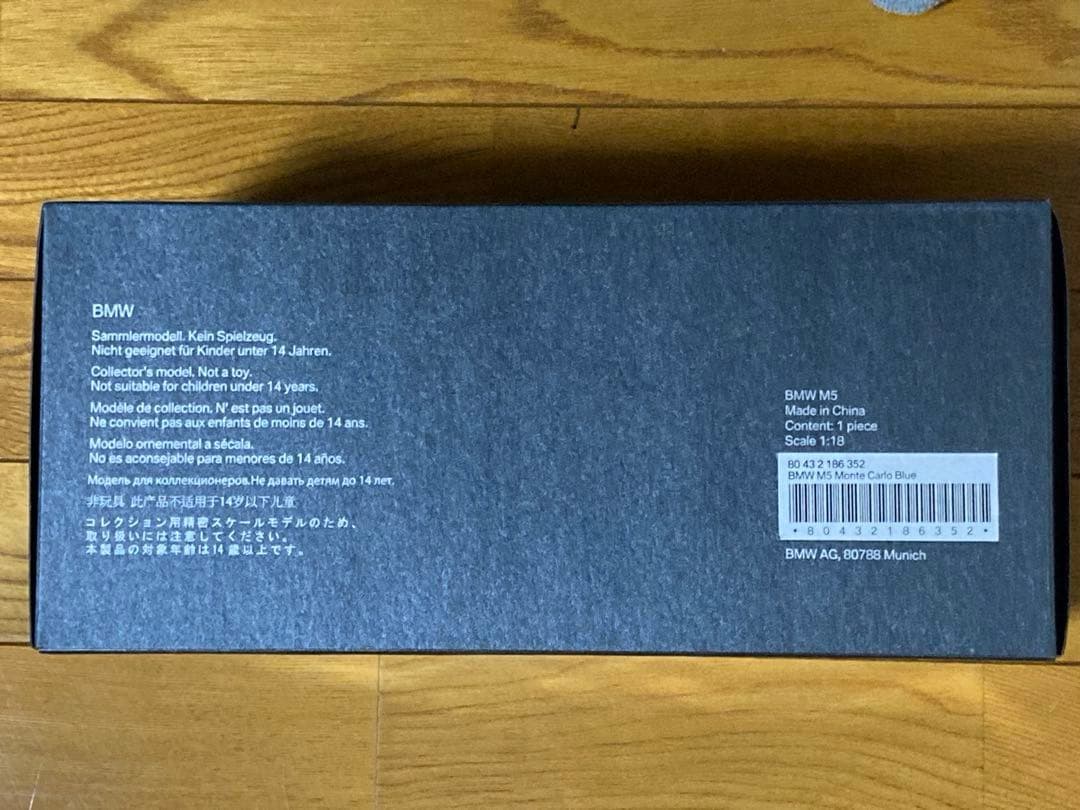 BMW
Sammlermodell. Kein Spielzeug.
Nicht geeignet für Kinder unter 14 Jahren.
Collector's model. Not a toy.
Not suitable for children under 14 years.
Modèle de collection. N' est pas un jouet.
Ne convient pas aux enfants de moins de 14 ans.
Modelo ornemental a sécala.
No es aconsejable para menores de 14 años.
Модель для коллекционеров.Не давать детям до 14 лет.
非玩具 此产品不适用于14岁以下儿童
コレクション用精密スケールモデルのため、
取り扱いには注意してください。
本製品の対象年齢は14歳以上です。
BMW M5
Made in China
Content: 1 piece
Scale 1:18
80 43 2 186 352
BMW M5 Monte Carlo Blue
*80432186352*
BMW AG, 80788 Munich